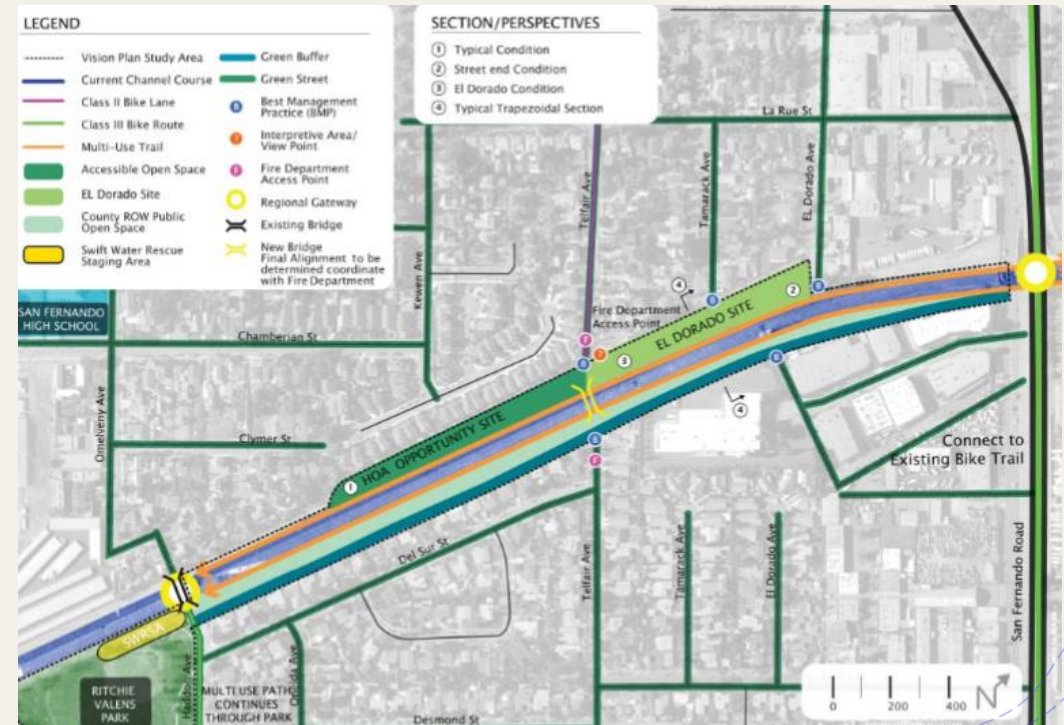 LEGEND
Vision Plan Study Area
Current Channel Course
Class II Bike Lane
Class III Bike Route
Multi-Use Trail
Accessible Open Space
EL Dorado Site
County ROW Public
Open Space
Swift Water Rescue
Staging Area
Green Buffer
Green Street
B
Best Management
Practice (BMP)
Interpretive Area/
View Point
F
Fire Department
Access Point
Regional Gateway
Existing Bridge
New Bridge
Final Alignment to be
determined coordinate
with Fire Department
SECTION/PERSPECTIVES
1 Typical Condition
2 Street end Condition
3 El Dorado Condition
4 Typical Trapezoidal Section
La Rue St
Telfair Ave
Tamarack Ave
EL Dorado Ave
Kewen Ave
SAN FERNANDO
HIGH SCHOOL
Chamberian St
Omelveny Ave
Clymer St
Fire Department
Access Point
F
B
B
B
4
2
EL DORADO SITE
3
B
4
1
HOA OPPORTUNITY SITE
B
F
Connect to
Existing Bike Trail
Del Sur St
Telfair Ave
Tamarack Ave
El Dorado Ave
San Fernando Road
SWRSA
RITCHIE
VALENS
PARK
MULTI USE PATH
CONTINUES
THROUGH PARK
Desmond St
0
200
400
N